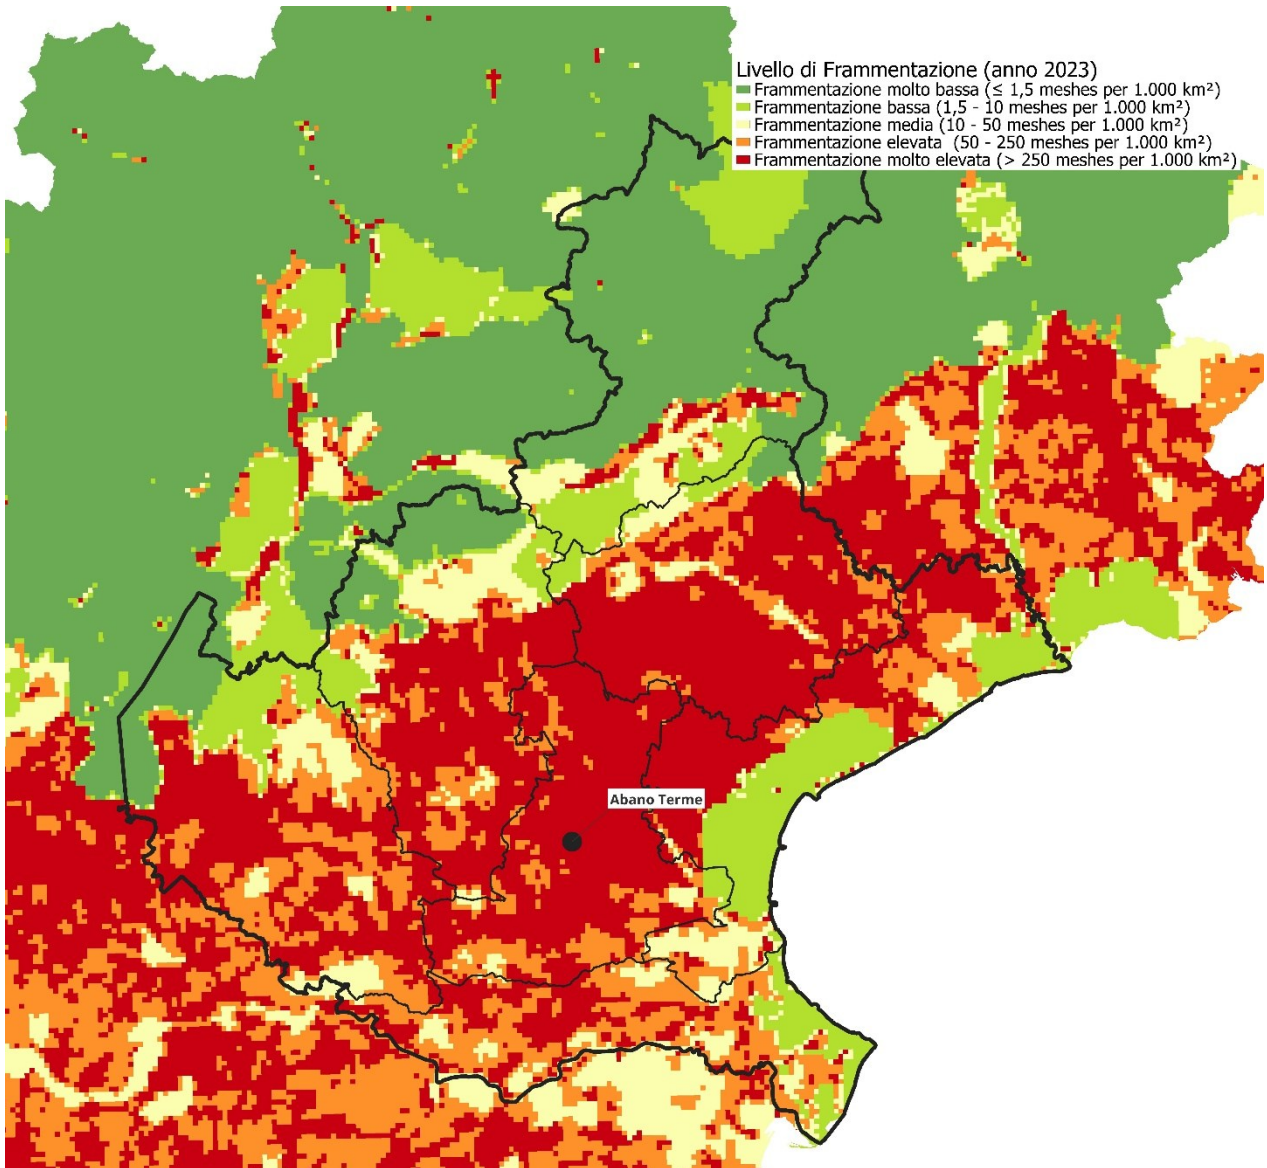 Livello di Frammentazione (anno 2023)
Frammentazione molto bassa (≤ 1,5 meshes per 1.000 km²)
Frammentazione bassa (1,5 - 10 meshes per 1.000 km²)
Frammentazione media (10 - 50 meshes per 1.000 km²)
Frammentazione elevata (50 - 250 meshes per 1.000 km²)
Frammentazione molto elevata (> 250 meshes per 1.000 km²)
Abano Terme